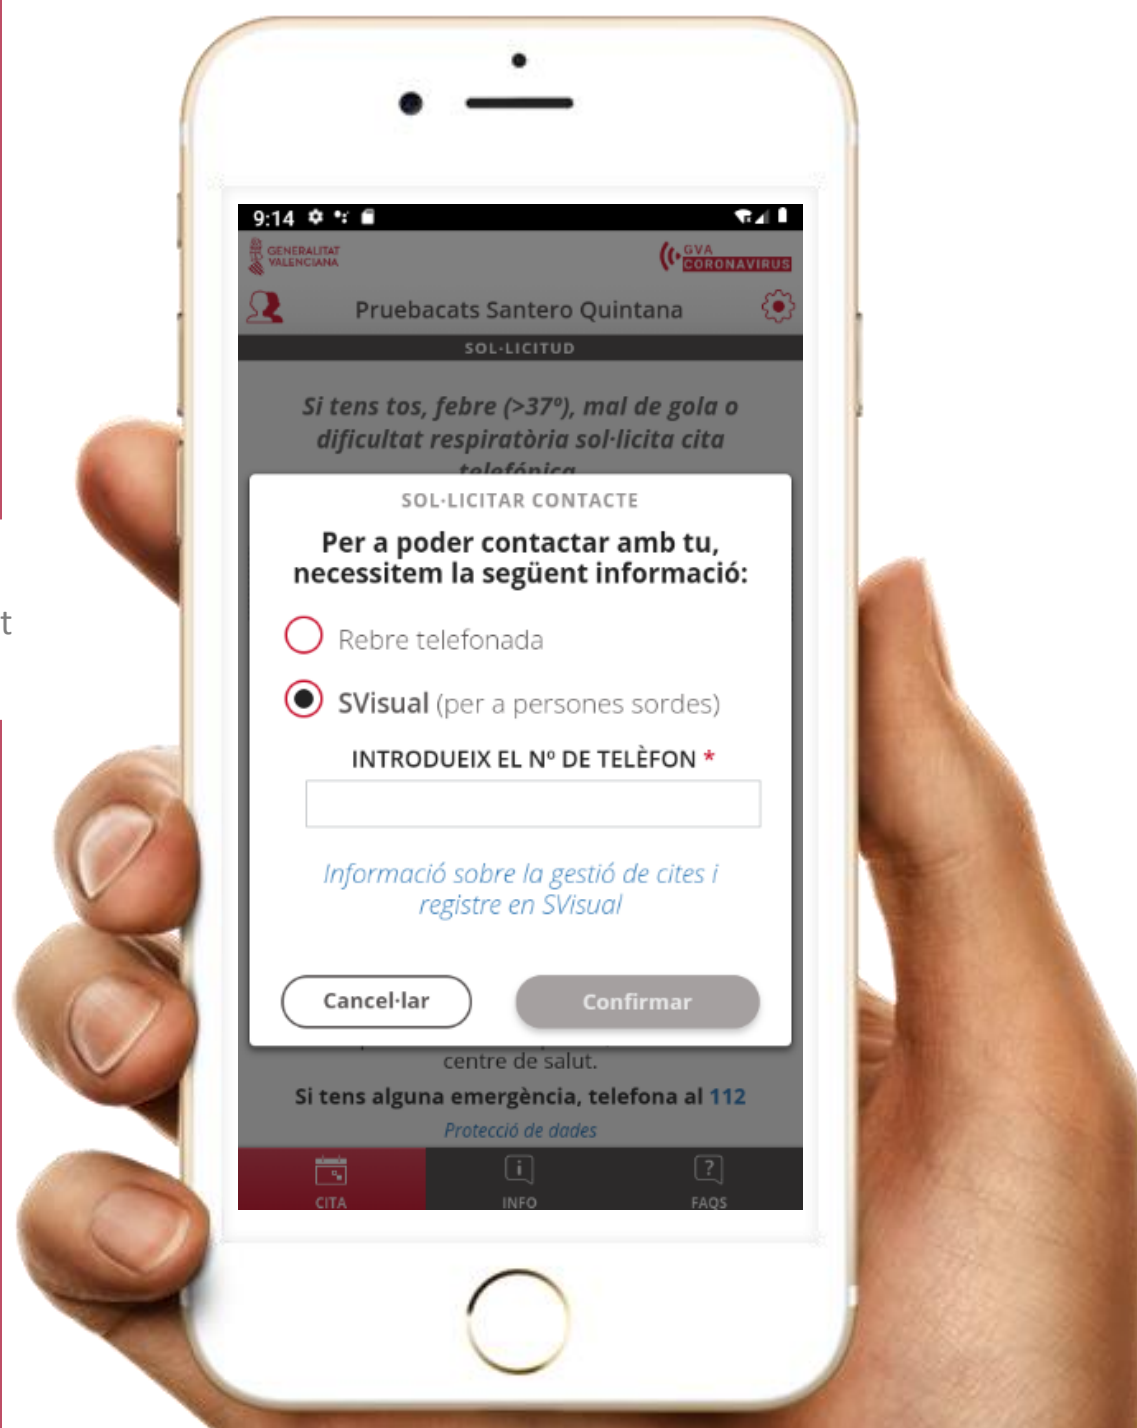 t
9:14
GENERALITAT
VALENCIANA
GVA
CORONAVIRUS
Pruebacats Santero Quintana
SOL·LICITUD
Si tens tos, febre (>37º), mal de gola o
dificultat respiratòria sol·licita cita
telefónica
SOL·LICITAR CONTACTE
Per a poder contactar amb tu,
necessitem la següent informació:
Rebre telefonada
SVisual (per a persones sordes)
INTRODUEIX EL Nº DE TELÈFON *
Informació sobre la gestió de cites i
registre en SVisual
Cancel·lar
Confirmar
centre de salut.
Si tens alguna emergència, telefona al 112
Protecció de dades
CITA
INFO
FAQS